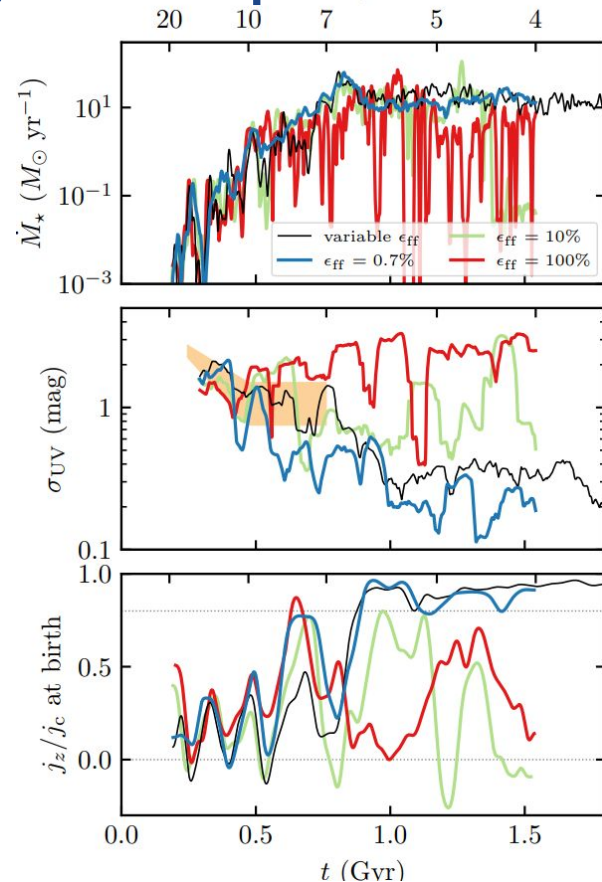 20 10 7 5 4
10¹
10⁻¹
10⁻³
Ṁ⋆ (M⊙ yr⁻¹)
variable ϵff
ϵff = 0.7%
ϵff = 10%
ϵff = 100%
1
0.1
σUV (mag)
1.0
0.5
0.0
jz/jc at birth
0.0 0.5 1.0 1.5
t (Gyr)